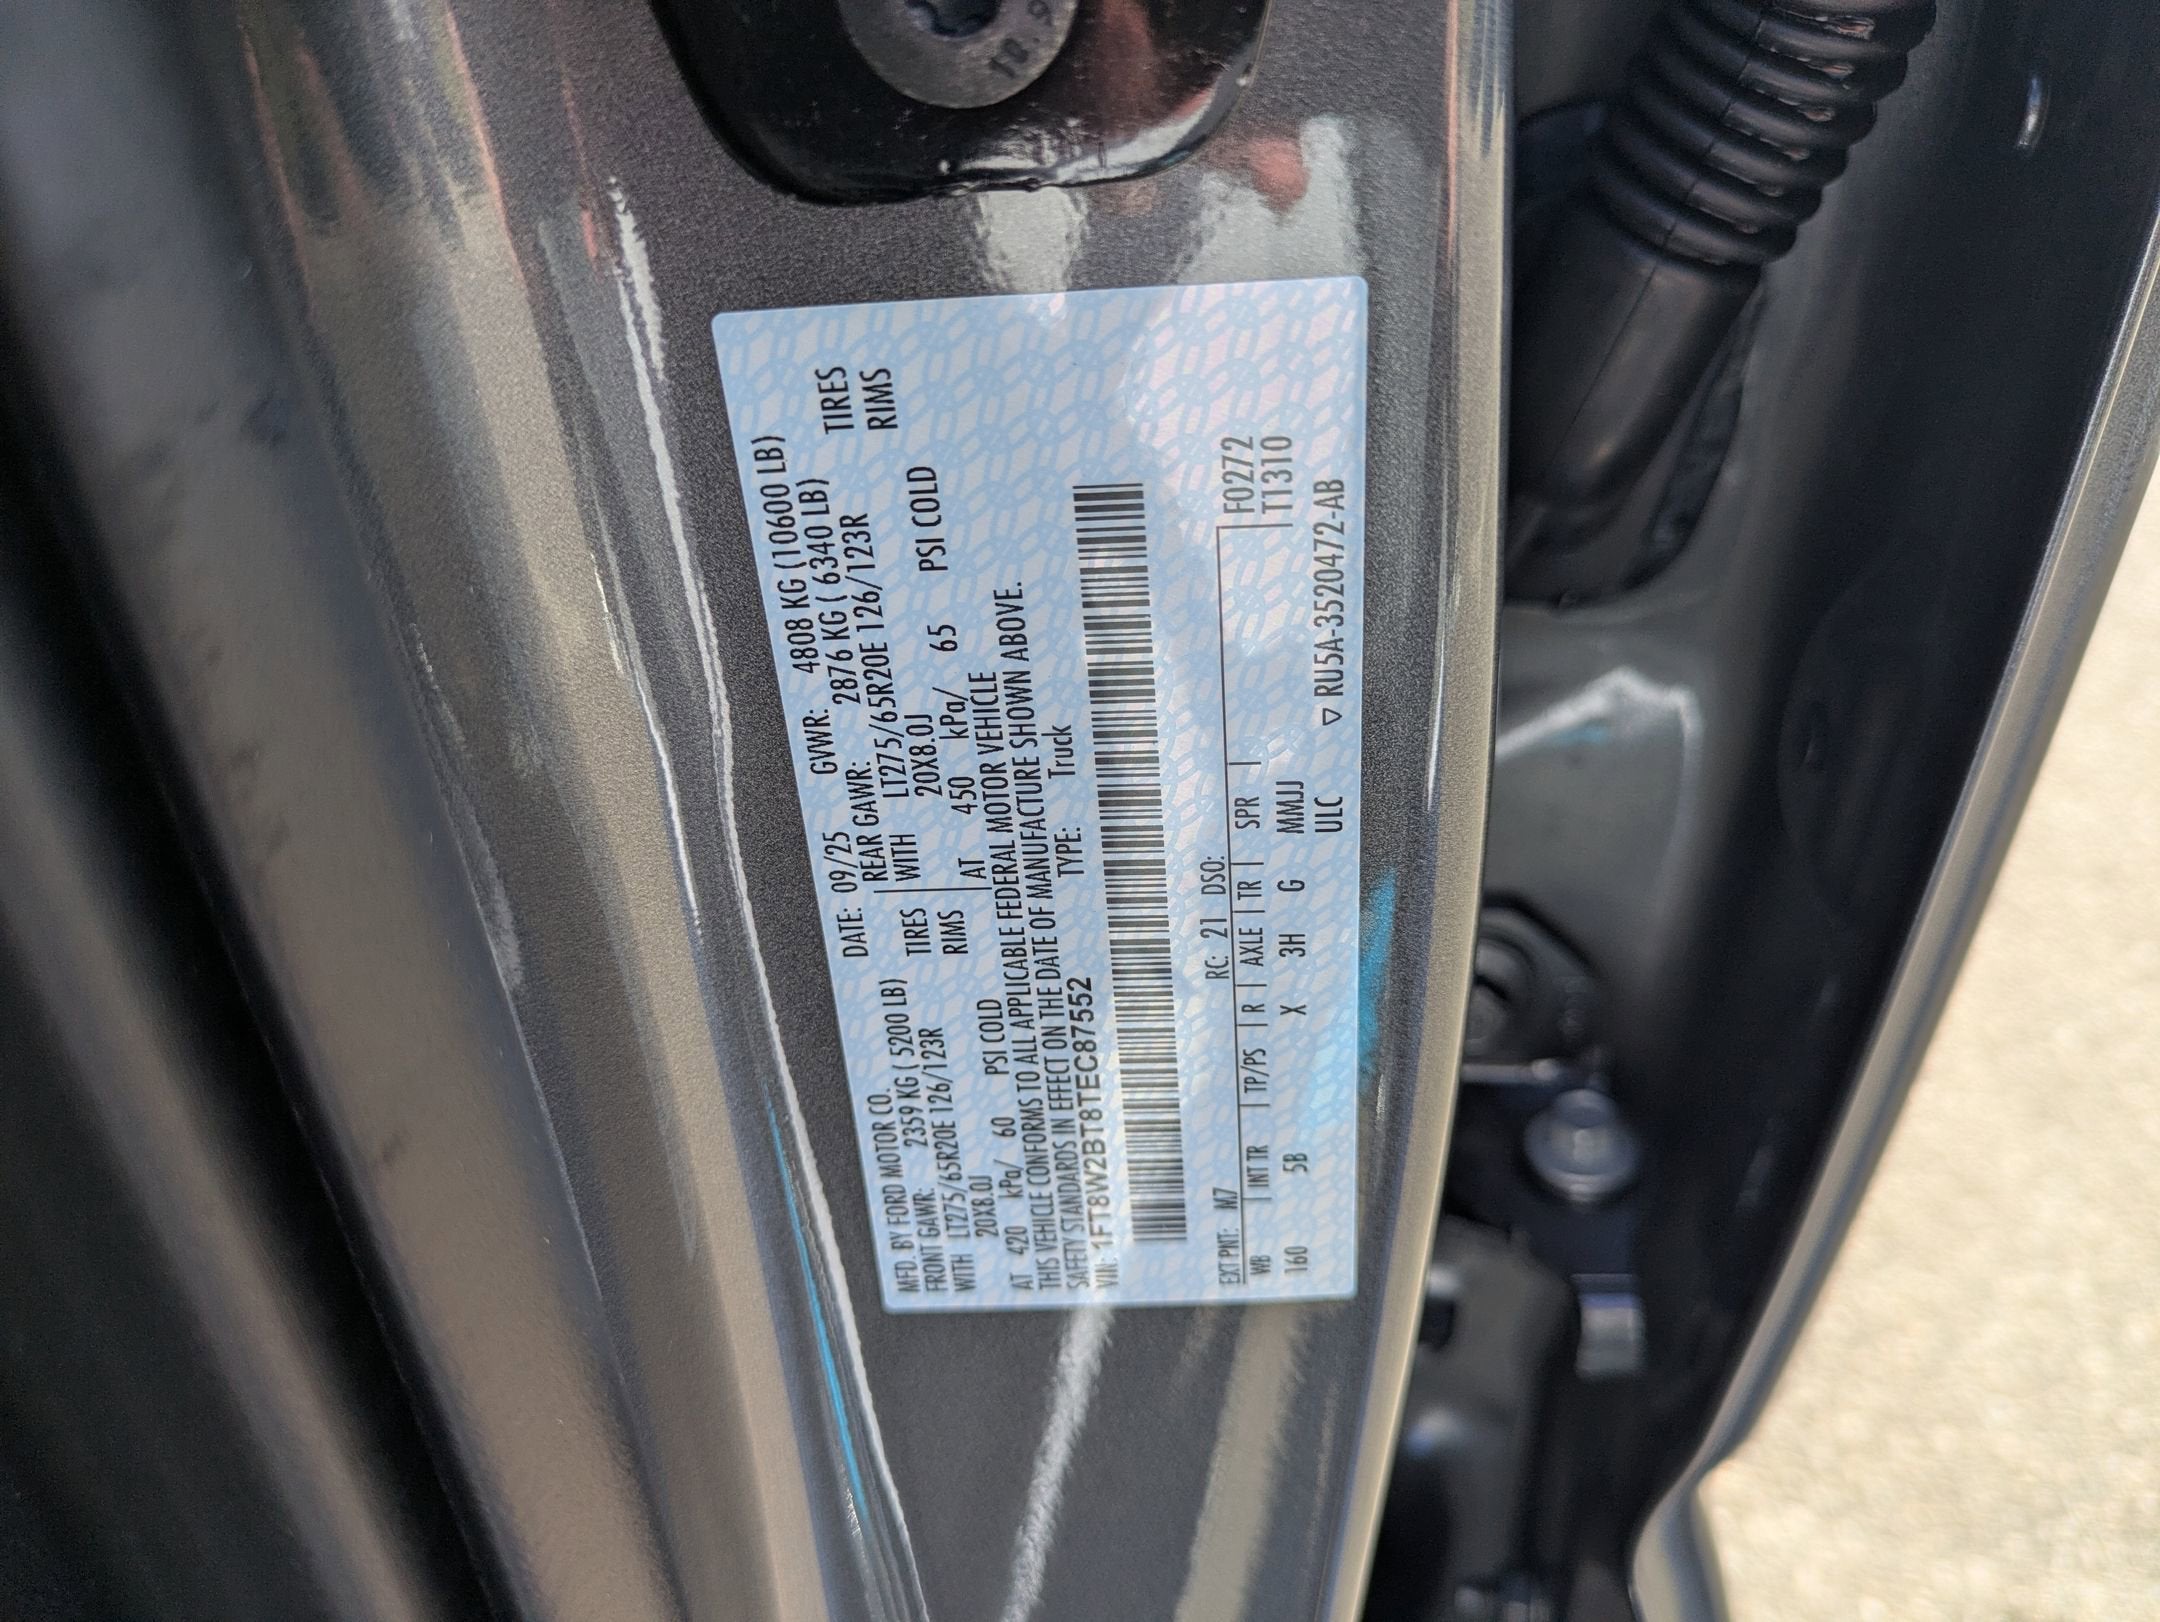 10.9
MFD. BY FORD MOTOR CO.
DATE: 09/25 GVWR: 4808 KG (10600 LB)
FRONT GAWR: 2359 KG ( 5200 LB)
REAR GAWR: 2876 KG ( 6340 LB)
WITH LT275/65R20E 126/123R TIRES
WITH LT275/65R20E 126/123R TIRES
20X8.0J RIMS
20X8.0J RIMS
AT 420 kPa/ 60 PSI COLD
AT 450 kPa/ 65 PSI COLD
THIS VEHICLE CONFORMS TO ALL APPLICABLE FEDERAL MOTOR VEHICLE
SAFETY STANDARDS IN EFFECT ON THE DATE OF MANUFACTURE SHOWN ABOVE.
VIN: 1FT8W2BT8TEC87552 TYPE: Truck
F0272
T1310
EXT PNT: M7 RC: 21 DSO:
WB | INT TR | TP/PS | R | AXLE | TR | SPR |
160 5B X 3H G MMJJ
ULC ▽ RU5A-3520472-AB